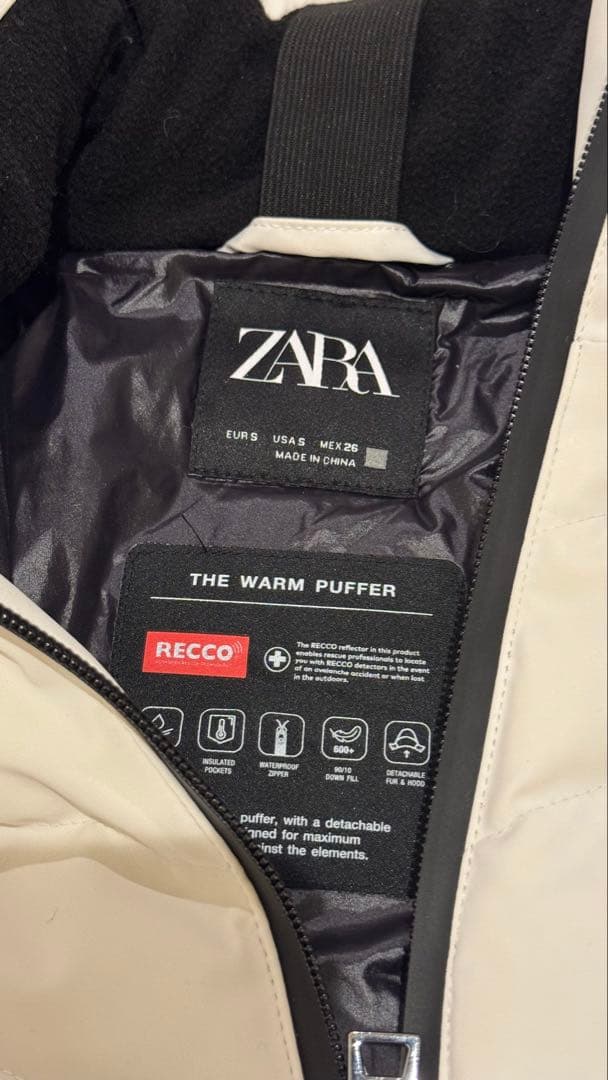 ZARA
EUR S USA S MEX 26
MADE IN CHINA
THE WARM PUFFER
RECCO
The RECCO reflector in this product
enables rescue professionals to locate
you with RECCO detectors in the event
of an avalanche accident or when lost
in the outdoors.
600+
INSULATED
POCKETS
WATERPROOF
ZIPPER
90/10
DOWN FILL
DETACHABLE
FUR & HOOD
puffer, with a detachable
gned for maximum
inst the elements.